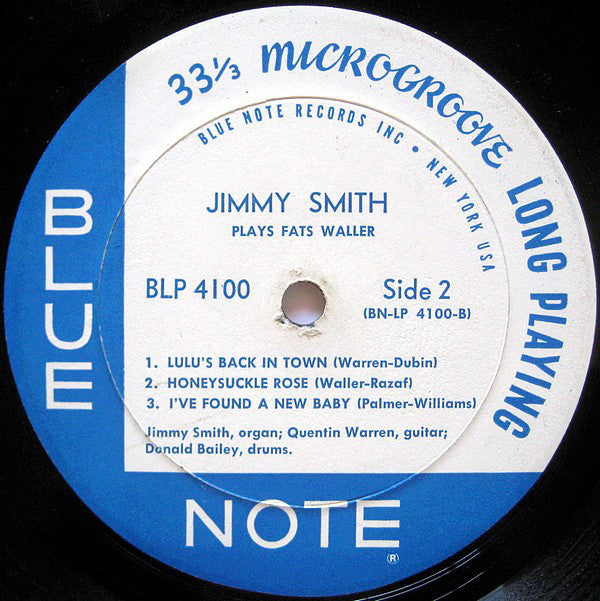 33⅓ MICROGROOVE LONG PLAYING
BLUE NOTE RECORDS INC • NEW YORK USA
JIMMY SMITH
PLAYS FATS WALLER
BLP 4100
Side 2
(BN-LP 4100-B)
1. LULU'S BACK IN TOWN (Warren-Dubin)
2. HONEYSUCKLE ROSE (Waller-Razaf)
3. I'VE FOUND A NEW BABY (Palmer-Williams)
Jimmy Smith, organ; Quentin Warren, guitar;
Donald Bailey, drums.
BLUE
NOTE ®